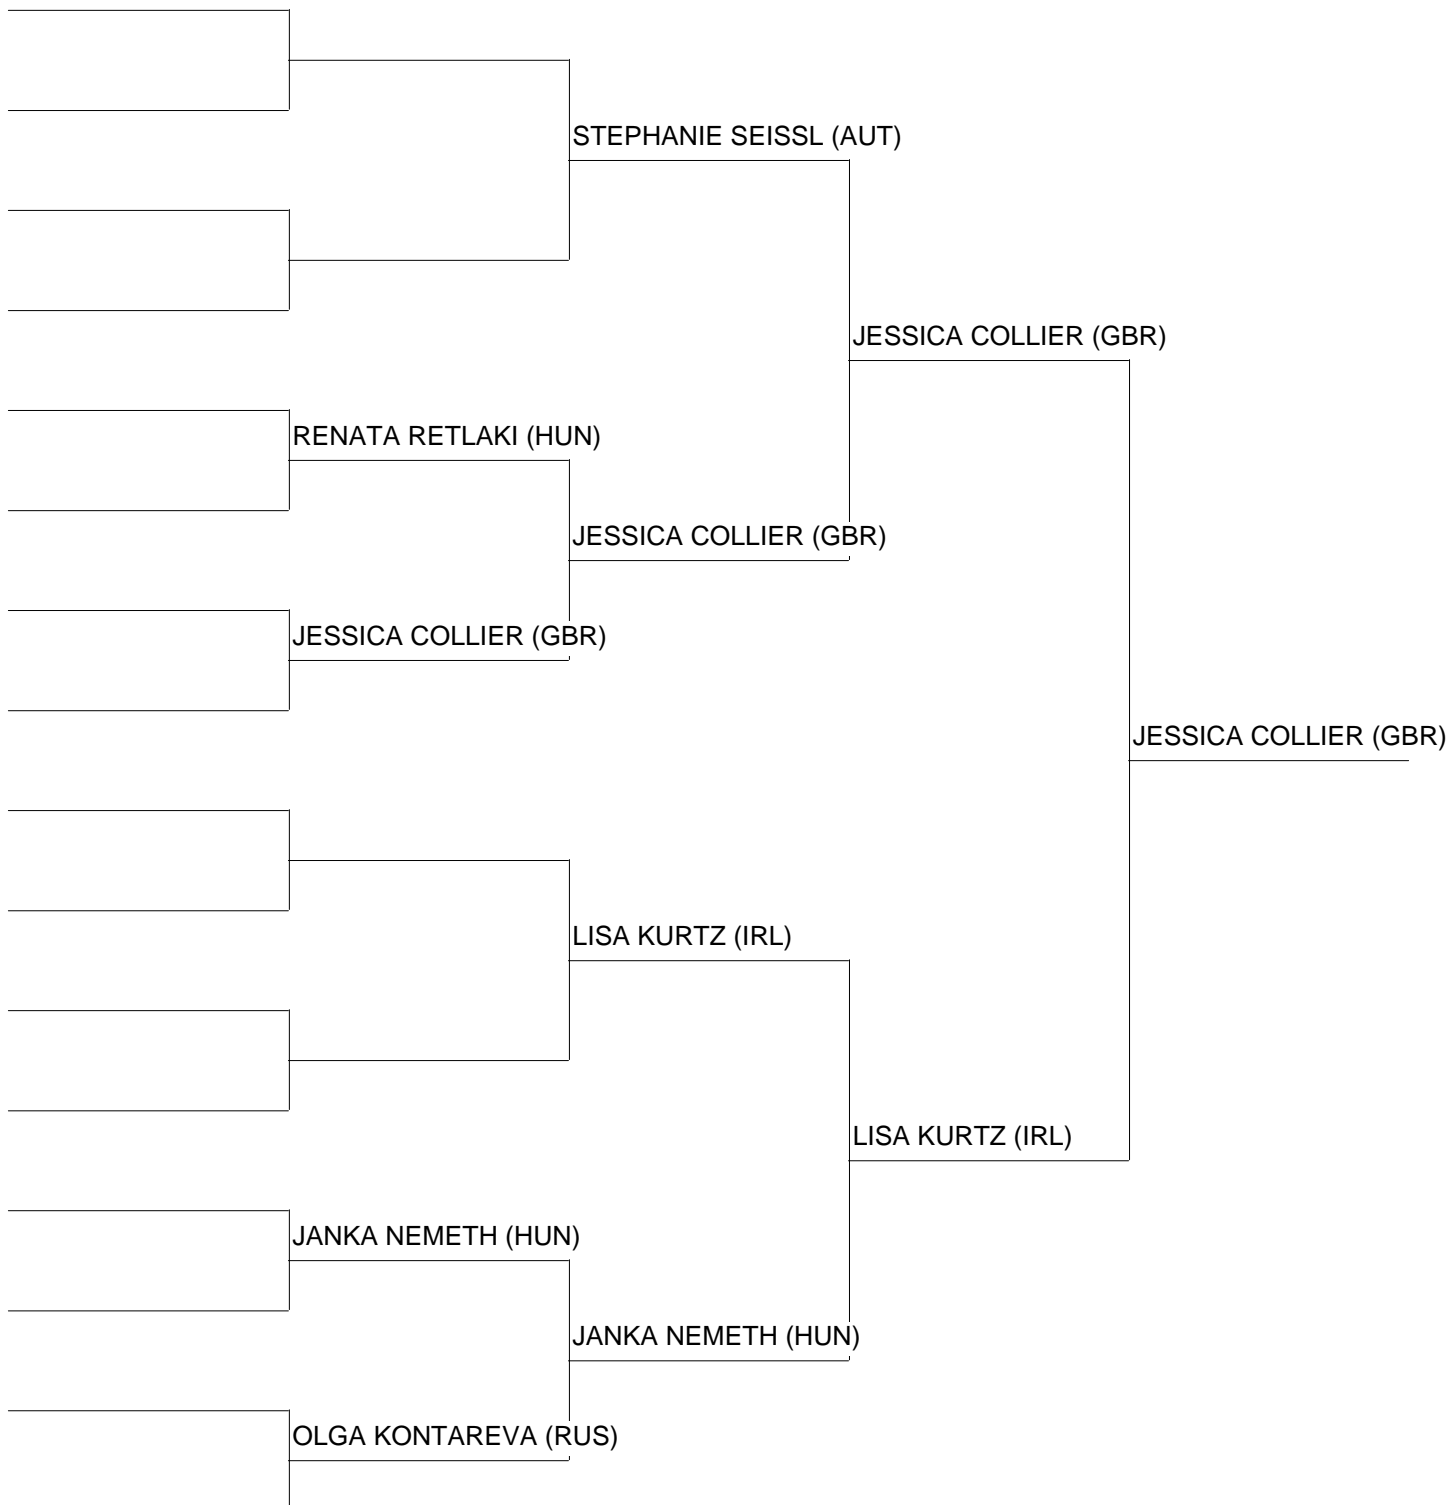 STEPHANIE SEISSL (AUT)
JESSICA COLLIER (GBR)
RENATA RETLAKI (HUN)
JESSICA COLLIER (GBR)
JESSICA COLLIER (GBR)
JESSICA COLLIER (GBR)
LISA KURTZ (IRL)
LISA KURTZ (IRL)
JANKA NEMETH (HUN)
JANKA NEMETH (HUN)
OLGA KONTAREVA (RUS)